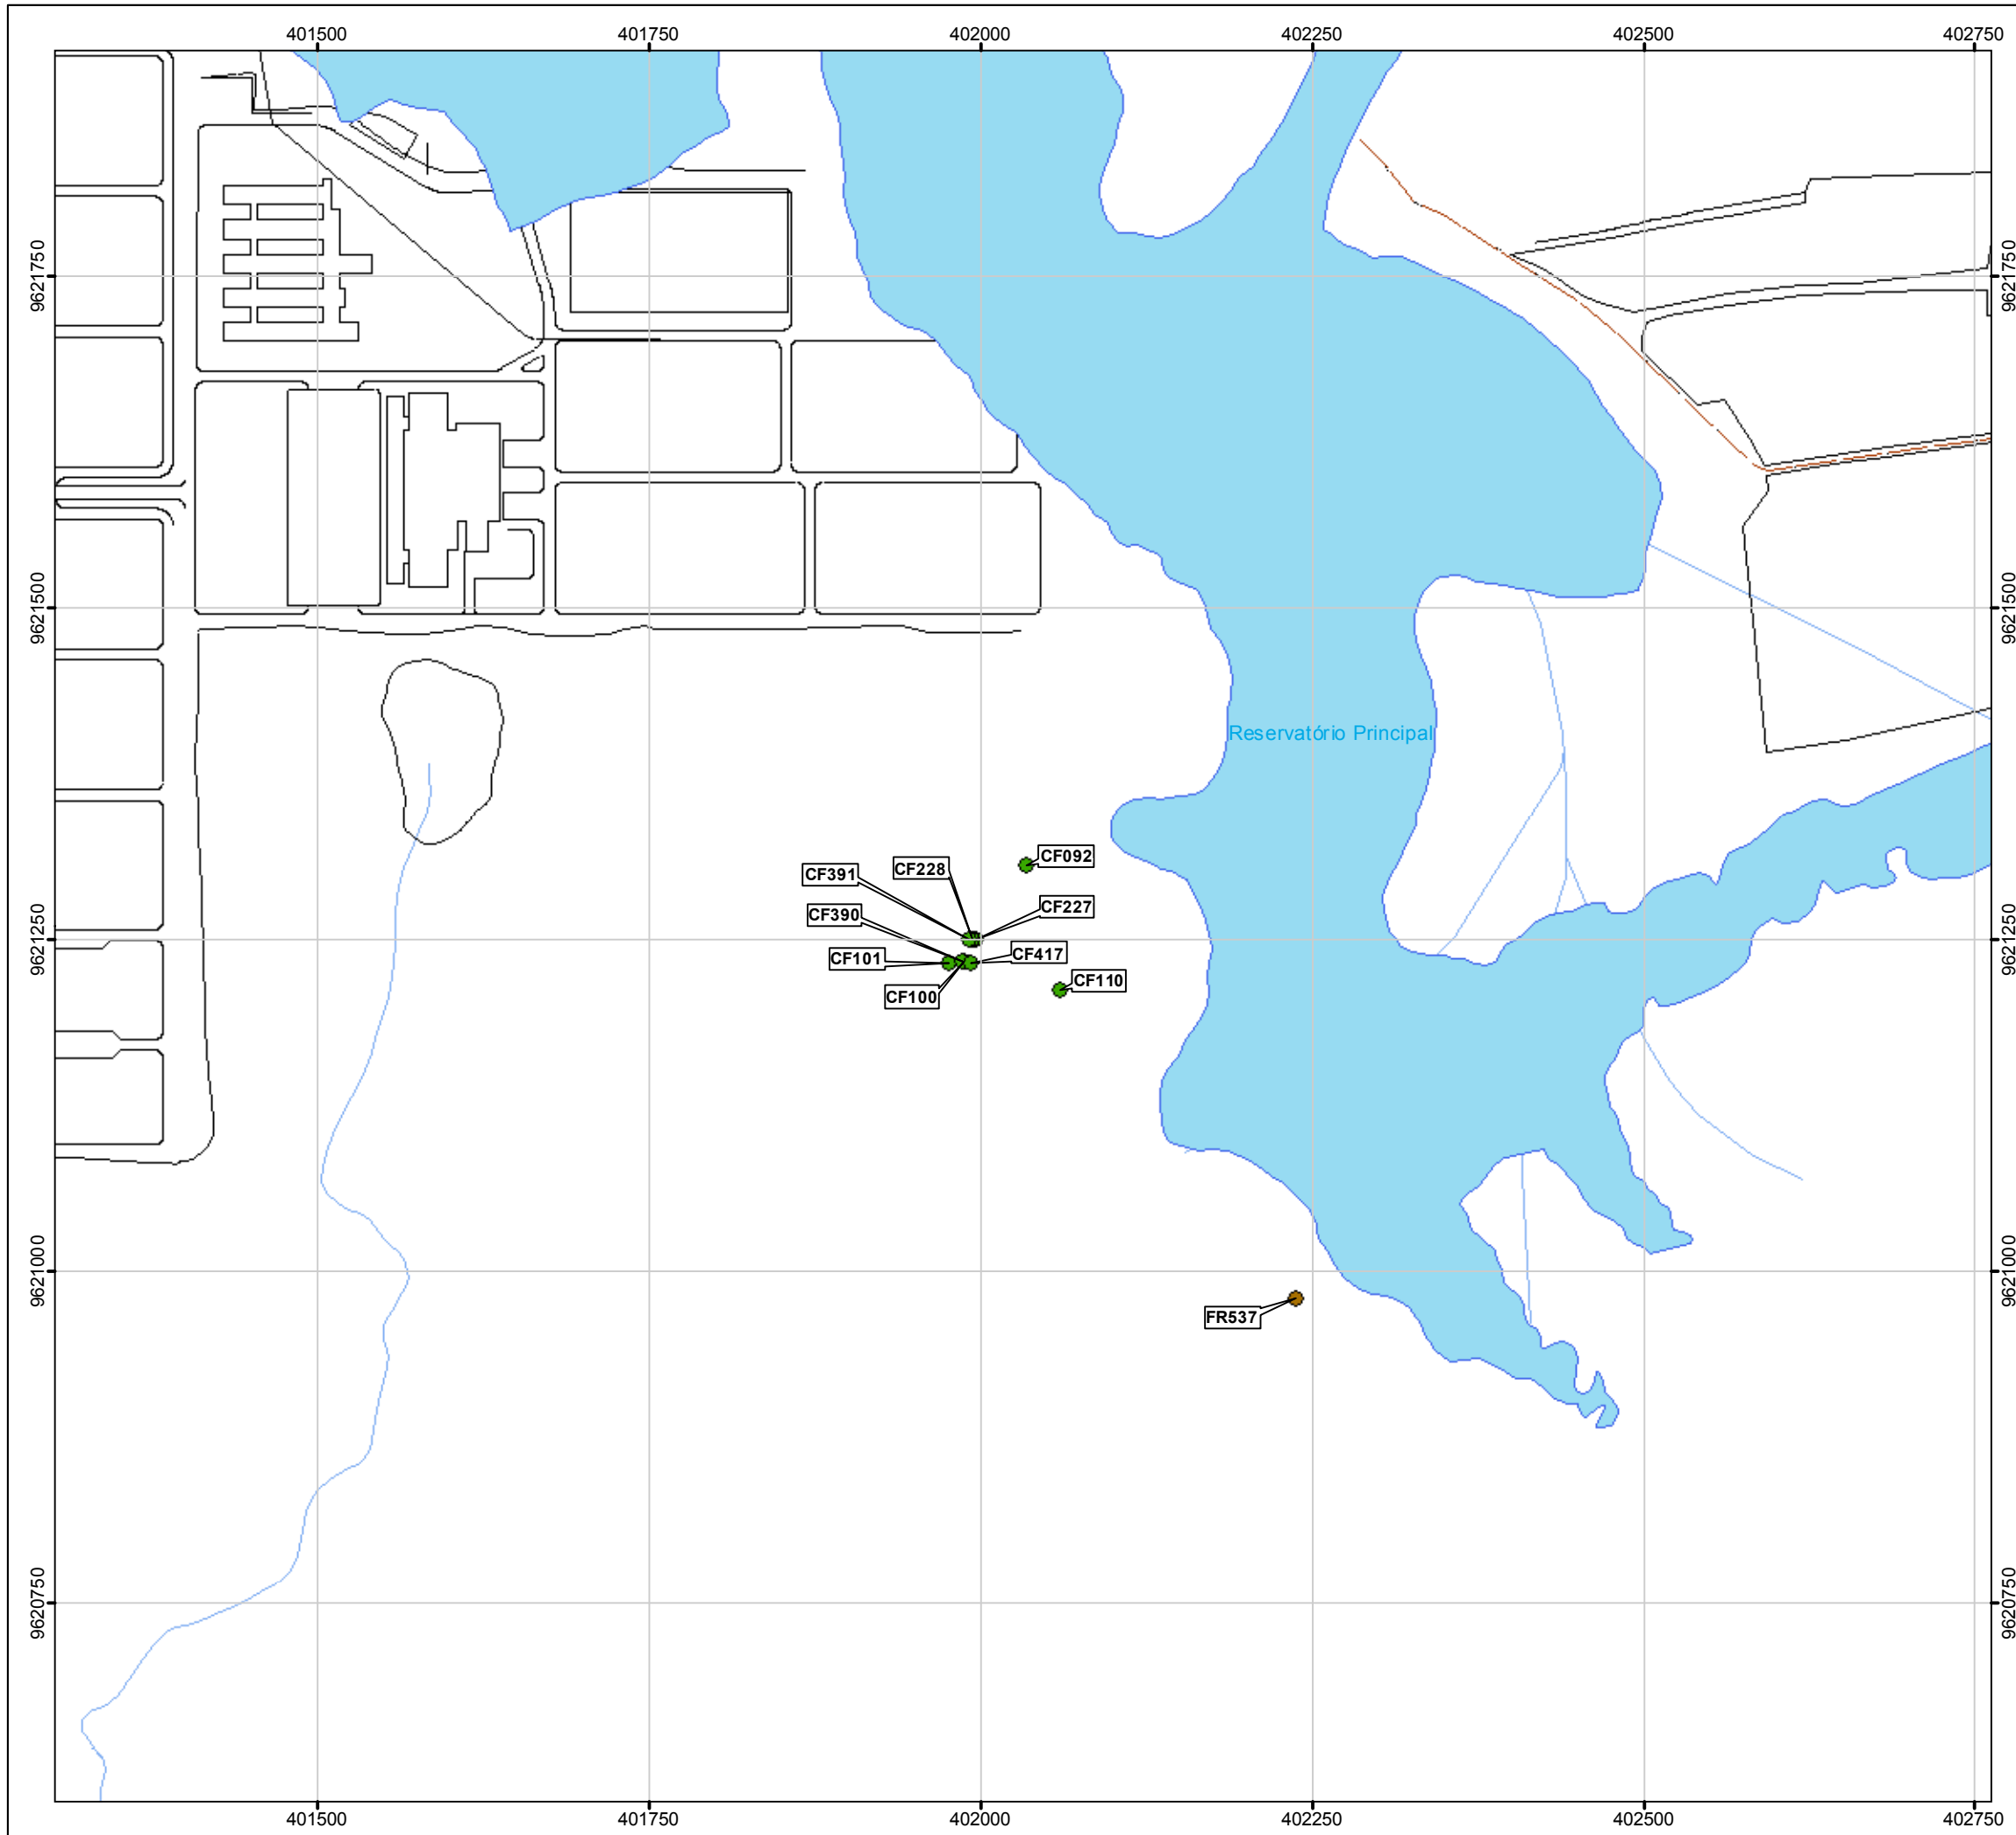 401500 401750 402000 402250 402500 402750
9621750 9621750
9621500 9621500
Reservatório Principal
CF092
CF228
CF391
CF227
CF390
CF417
CF101
CF110
CF100
9621250 9621250
9621000 9621000
FR537
9620750 9620750
401500 401750 402000 402250 402500 402750